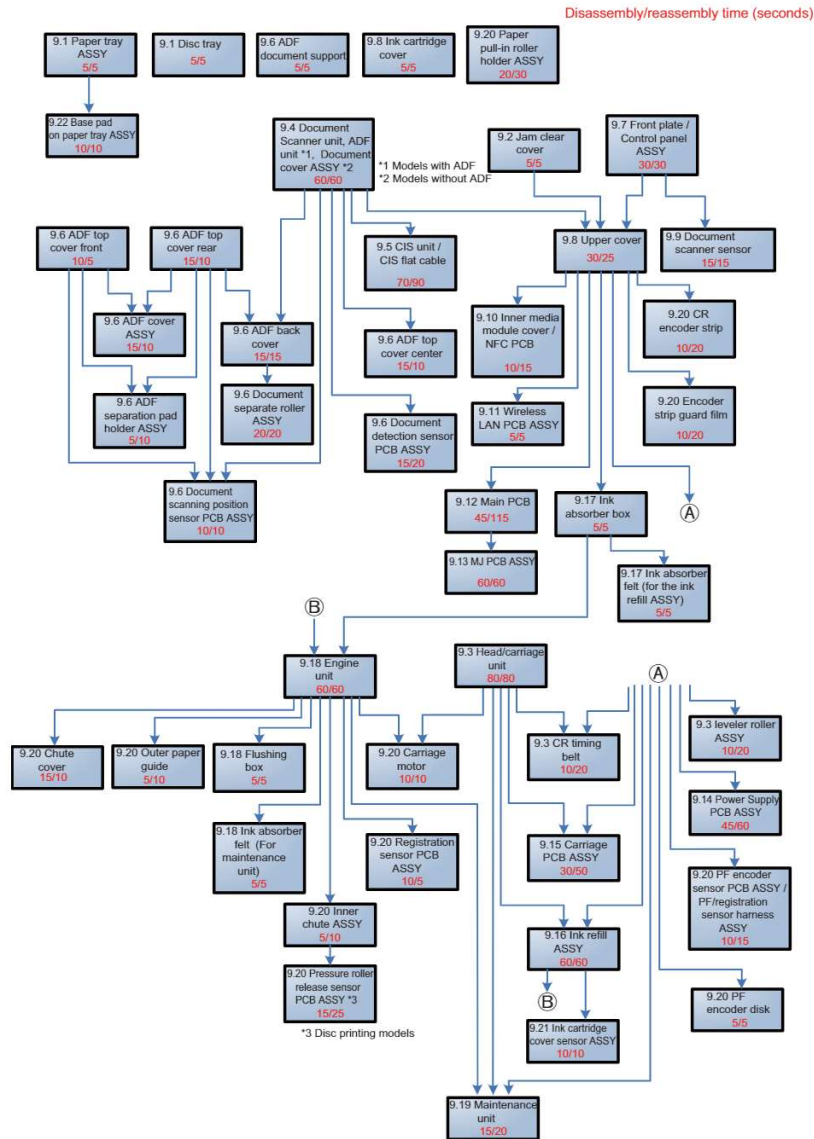 Disassembly/reassembly time (seconds)
9.1 Paper tray
ASSY
5/5
9.1 Disc tray
5/5
9.6 ADF
document support
5/5
9.8 Ink cartridge
cover
5/5
9.20 Paper
pull-in roller
holder ASSY
20/30
9.22 Base pad
on paper tray ASSY
10/10
9.4 Document
Scanner unit, ADF
unit *1, Document
cover ASSY *2
60/60
*1 Models with ADF
*2 Models without ADF
9.2 Jam clear
cover
5/5
9.7 Front plate /
Control panel
ASSY
30/30
9.6 ADF top
cover front
10/5
9.6 ADF top
cover rear
15/10
9.5 CIS unit /
CIS flat cable
70/90
9.8 Upper cover
30/25
9.9 Document
scanner sensor
15/15
9.6 ADF cover
ASSY
15/10
9.6 ADF back
cover
15/15
9.6 ADF top
cover center
15/10
9.10 Inner media
module cover /
NFC PCB
10/15
9.20 CR
encoder strip
10/20
9.6 ADF
separation pad
holder ASSY
5/10
9.6 Document
separate roller
ASSY
20/20
9.6 Document
detection sensor
PCB ASSY
15/20
9.11 Wireless
LAN PCB ASSY
5/5
9.20 Encoder
strip guard film
10/20
9.6 Document
scanning position
sensor PCB ASSY
10/10
9.12 Main PCB
45/115
9.17 Ink
absorber box
5/5
A
9.13 MJ PCB ASSY
60/60
9.17 Ink absorber
felt (for the ink
refill ASSY)
5/5
B
9.18 Engine
unit
60/60
9.3 Head/carriage
unit
80/80
A
9.20 Chute
cover
15/10
9.20 Outer paper
guide
5/10
9.18 Flushing
box
5/5
9.20 Carriage
motor
10/10
9.3 CR timing
belt
10/20
9.3 leveler roller
ASSY
10/20
9.18 Ink absorber
felt (For
maintenance
unit)
5/5
9.20 Registration
sensor PCB ASSY
10/5
9.15 Carriage
PCB ASSY
30/50
9.14 Power Supply
PCB ASSY
45/60
9.20 Inner
chute ASSY
5/10
9.16 Ink refill
ASSY
60/60
9.20 PF encoder
sensor PCB ASSY /
PF/registration
sensor harness
ASSY
10/15
9.20 Pressure roller
release sensor
PCB ASSY *3
15/25
*3 Disc printing models
B
9.21 Ink cartridge
cover sensor ASSY
10/10
9.20 PF
encoder disk
5/5
9.19 Maintenance
unit
15/20